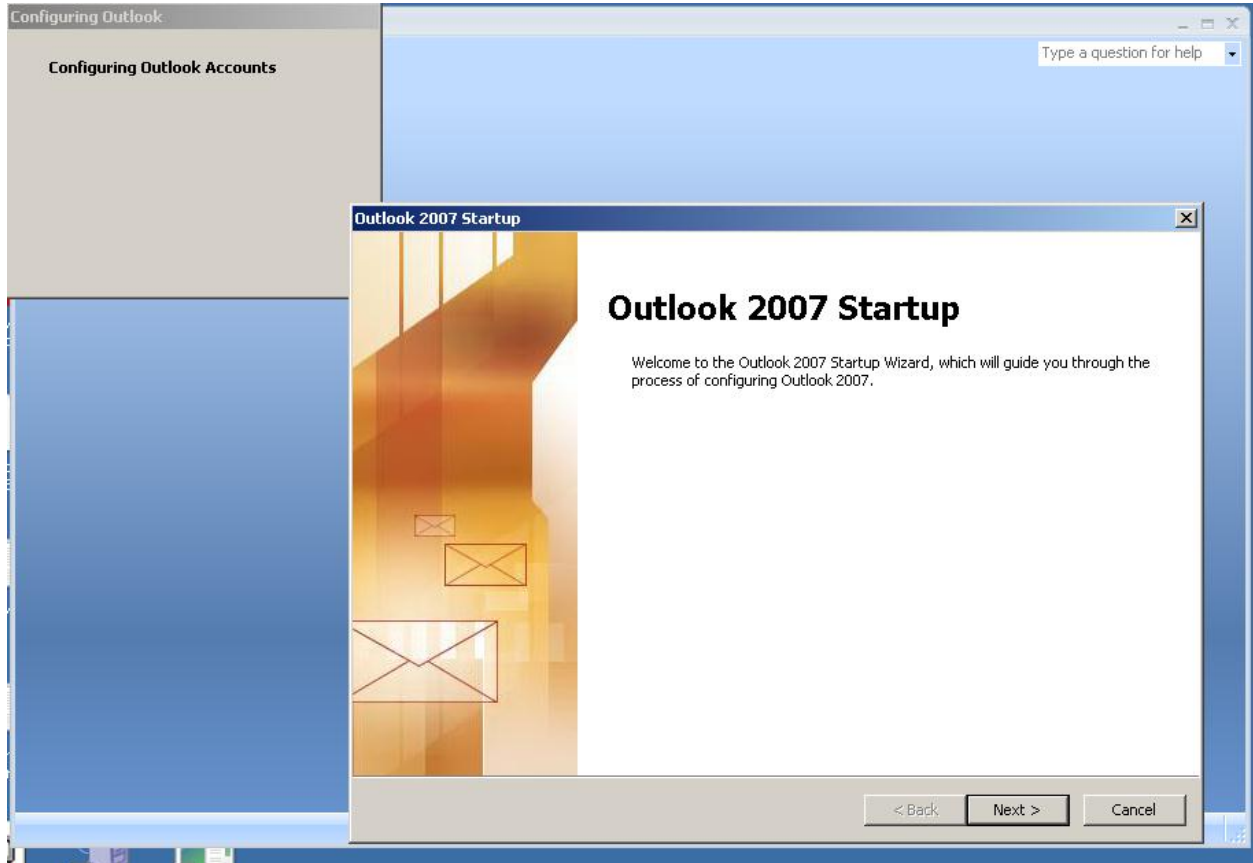 Configuring Outlook
Configuring Outlook Accounts
Type a question for help
Outlook 2007 Startup
Outlook 2007 Startup
Welcome to the Outlook 2007 Startup Wizard, which will guide you through the
process of configuring Outlook 2007.
< Back
Next >
Cancel